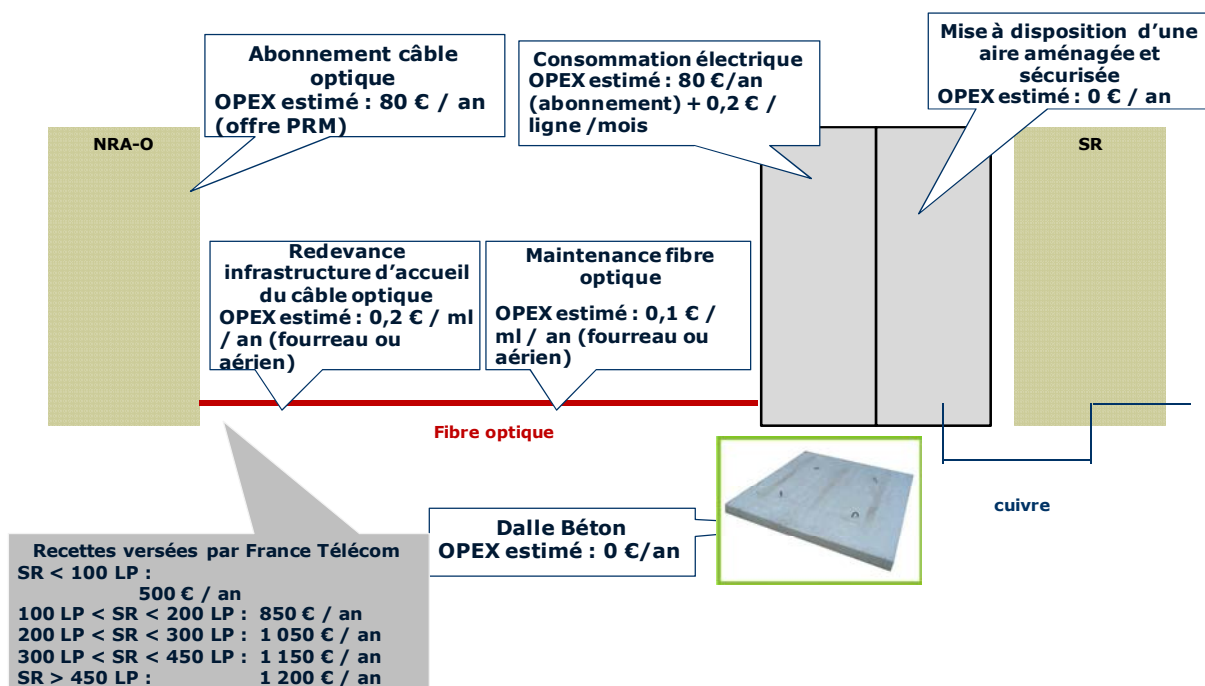 Abonnement câble
optique
OPEX estimé : 80 € / an
(offre PRM)
Consommation électrique
OPEX estimé : 80 €/an
(abonnement) + 0,2 € /
ligne /mois
Mise à disposition d’une
aire aménagée et
sécurisée
OPEX estimé : 0 € / an
NRA-O
SR
Redevance
infrastructure d’accueil
du câble optique
OPEX estimé : 0,2 € / ml
/ an (fourreau ou
aérien)
Maintenance fibre
optique
OPEX estimé : 0,1 € /
ml / an (fourreau ou
aérien)
Fibre optique
cuivre
Dalle Béton
OPEX estimé : 0 €/an
Recettes versées par France Télécom
SR < 100 LP :
500 € / an
100 LP < SR < 200 LP : 850 € / an
200 LP < SR < 300 LP : 1 050 € / an
300 LP < SR < 450 LP : 1 150 € / an
SR > 450 LP : 1 200 € / an